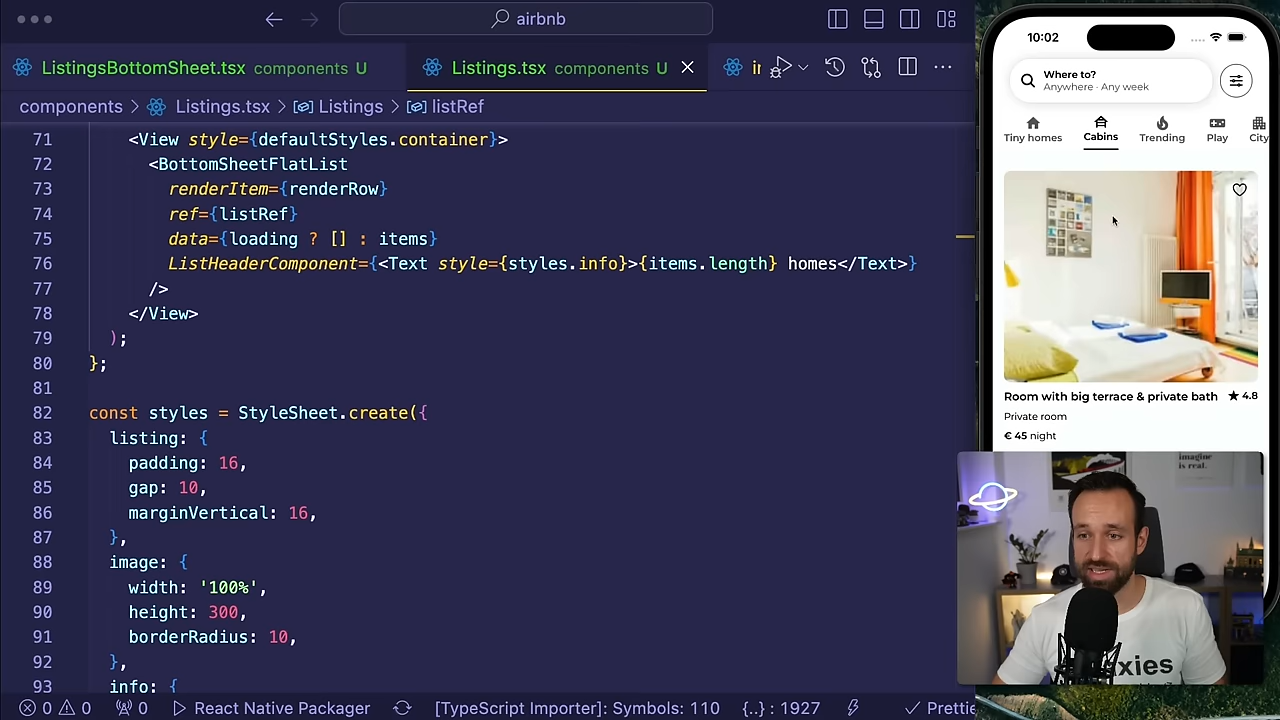 airbnb
ListingsBottomSheet.tsx components U
Listings.tsx components U
components > Listings.tsx > Listings > listRef
71 <View style={defaultStyles.container}>
72 <BottomSheetFlatList
73 renderItem={renderRow}
74 ref={listRef}
75 data={loading ? [] : items}
76 ListHeaderComponent={<Text style={styles.info}>{items.length} homes</Text>}
77 />
78 </View>
79 );
80 };
81
82 const styles = StyleSheet.create({
83 listing: {
84 padding: 16,
85 gap: 10,
86 marginVertical: 16,
87 },
88 image: {
89 width: '100%',
90 height: 300,
91 borderRadius: 10,
92 },
93 info: {
0 0 0 React Native Packager [TypeScript Importer]: Symbols: 110 {..} : 1927 Prettie
10:02
Where to?
Anywhere · Any week
Tiny homes Cabins Trending Play City
Room with big terrace & private bath ★ 4.8
Private room
€ 45 night
imagine
is real.